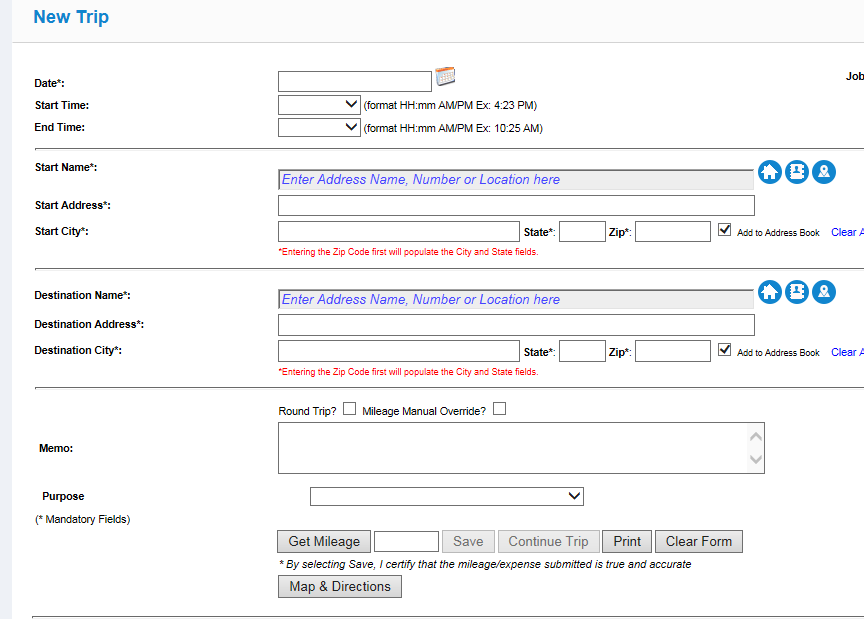 New Trip
Date*:
Job
Start Time: (format HH:mm AM/PM Ex: 4:23 PM)
End Time: (format HH:mm AM/PM Ex: 10:25 AM)
Start Name*: Enter Address Name, Number or Location here
Start Address*:
Start City*: State*: Zip*: Add to Address Book Clear A
*Entering the Zip Code first will populate the City and State fields.
Destination Name*: Enter Address Name, Number or Location here
Destination Address*:
Destination City*: State*: Zip*: Add to Address Book Clear A
*Entering the Zip Code first will populate the City and State fields.
Round Trip? Mileage Manual Override?
Memo:
Purpose
(* Mandatory Fields)
Get Mileage Save Continue Trip Print Clear Form
* By selecting Save, I certify that the mileage/expense submitted is true and accurate
Map & Directions